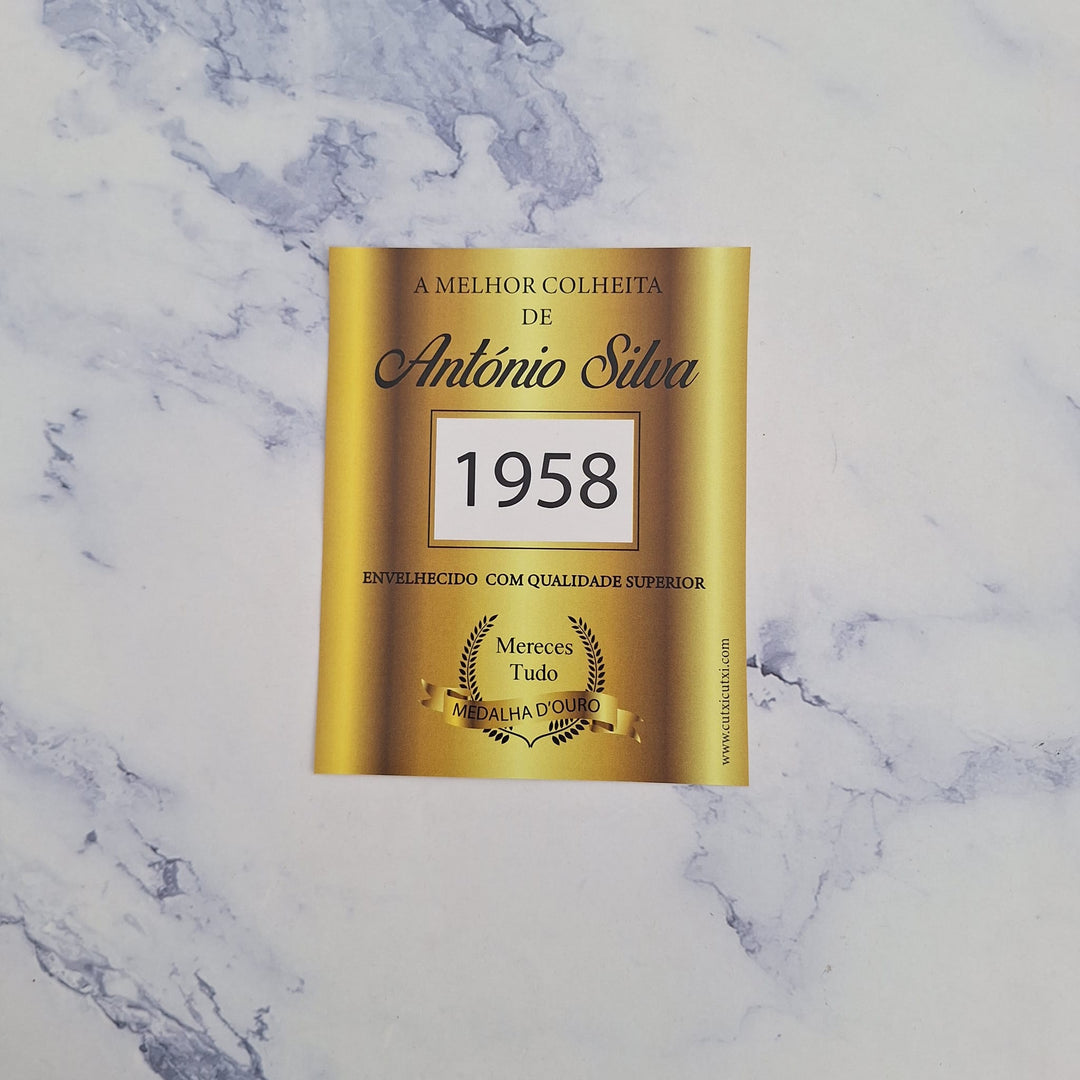 A MELHOR COLHEITA
DE
António Silva
1958
ENVELHECIDO COM QUALIDADE SUPERIOR
Mereces
Tudo
MEDALHA D'OURO
www.cutxicutxi.com